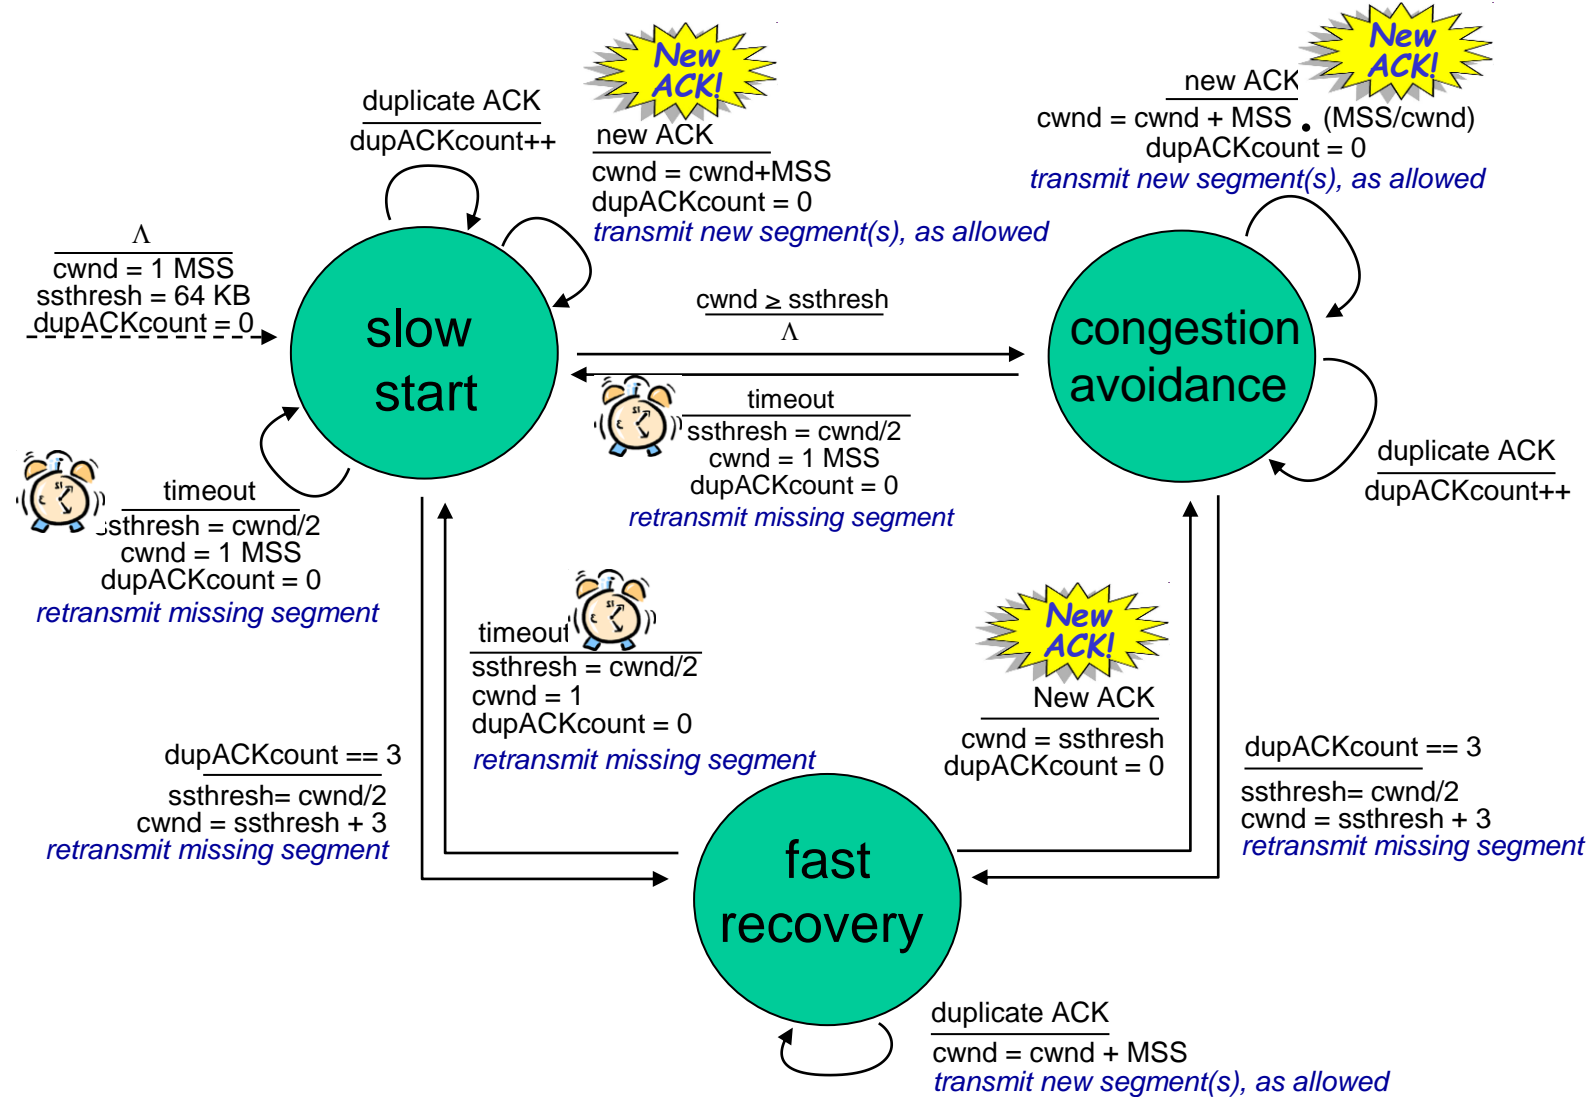 New
ACK!
duplicate ACK
dupACKcount++
new ACK
cwnd = cwnd+MSS
dupACKcount = 0
transmit new segment(s), as allowed
New
ACK!
new ACK
cwnd = cwnd + MSS • (MSS/cwnd)
dupACKcount = 0
transmit new segment(s), as allowed
Λ
cwnd = 1 MSS
ssthresh = 64 KB
dupACKcount = 0
slow
start
cwnd ≥ ssthresh
Λ
congestion
avoidance
timeout
ssthresh = cwnd/2
cwnd = 1 MSS
dupACKcount = 0
retransmit missing segment
duplicate ACK
dupACKcount++
timeout
ssthresh = cwnd/2
cwnd = 1 MSS
dupACKcount = 0
retransmit missing segment
timeout
ssthresh = cwnd/2
cwnd = 1
dupACKcount = 0
retransmit missing segment
New
ACK!
New ACK
cwnd = ssthresh
dupACKcount = 0
dupACKcount == 3
ssthresh= cwnd/2
cwnd = ssthresh + 3
retransmit missing segment
dupACKcount == 3
ssthresh= cwnd/2
cwnd = ssthresh + 3
retransmit missing segment
fast
recovery
duplicate ACK
cwnd = cwnd + MSS
transmit new segment(s), as allowed